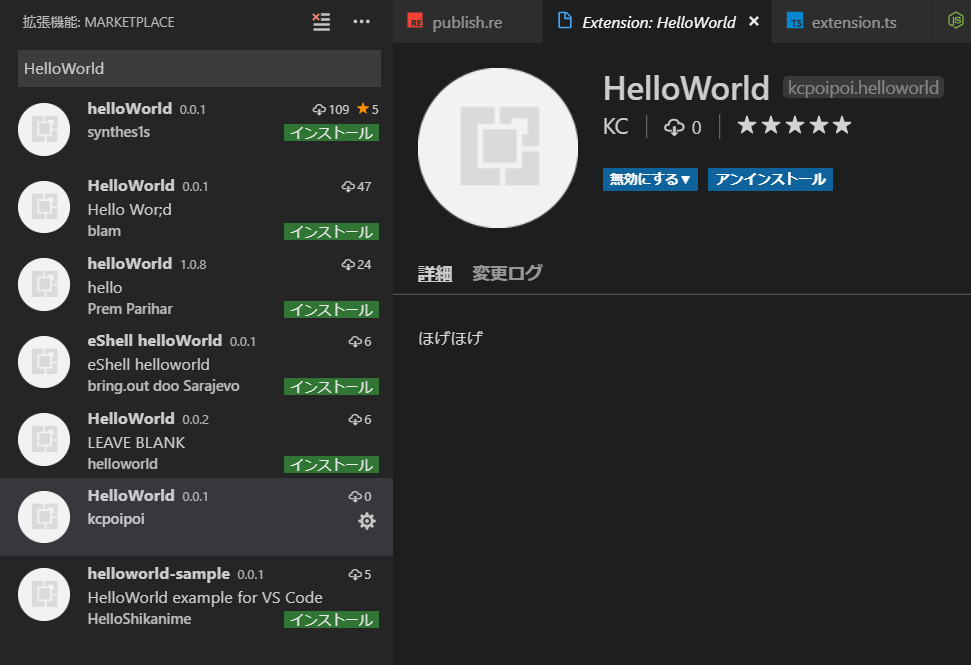 拡張機能: MARKETPLACE
HelloWorld
helloWorld 0.0.1 109 5
synthes1s インストール
HelloWorld 0.0.1 47
Hello Wor;d
blam インストール
helloWorld 1.0.8 24
hello
Prem Parihar インストール
eShell helloWorld 0.0.1 6
eShell helloworld
bring.out doo Sarajevo インストール
HelloWorld 0.0.2 6
LEAVE BLANK
helloworld インストール
HelloWorld 0.0.1 0
kcpoipoi
helloworld-sample 0.0.1 5
HelloWorld example for VS Code
HelloShikanime インストール
RE publish.re Extension: HelloWorld × TS extension.ts JS
HelloWorld kcpoipoi.helloworld
KC 0 ★★★★★
無効にする▼ アンインストール
詳細 変更ログ
ほげほげ